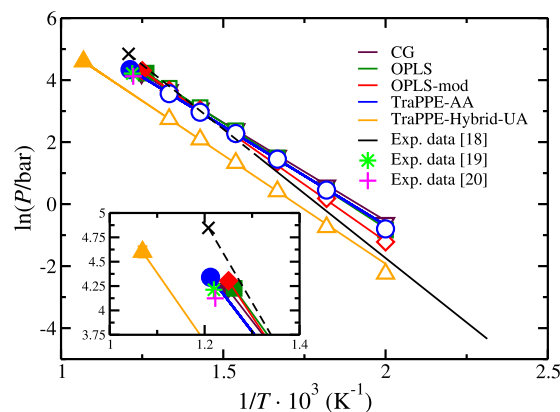 6
4
2
0
-2
-4
ln(P/bar)
CG
OPLS
OPLS-mod
TraPPE-AA
TraPPE-Hybrid-UA
Exp. data [18]
Exp. data [19]
Exp. data [20]
5
4.75
4.5
4.25
4
3.75
1
1.2
1.4
1
1.5
2
2.5
1/T · 10³ (K⁻¹)